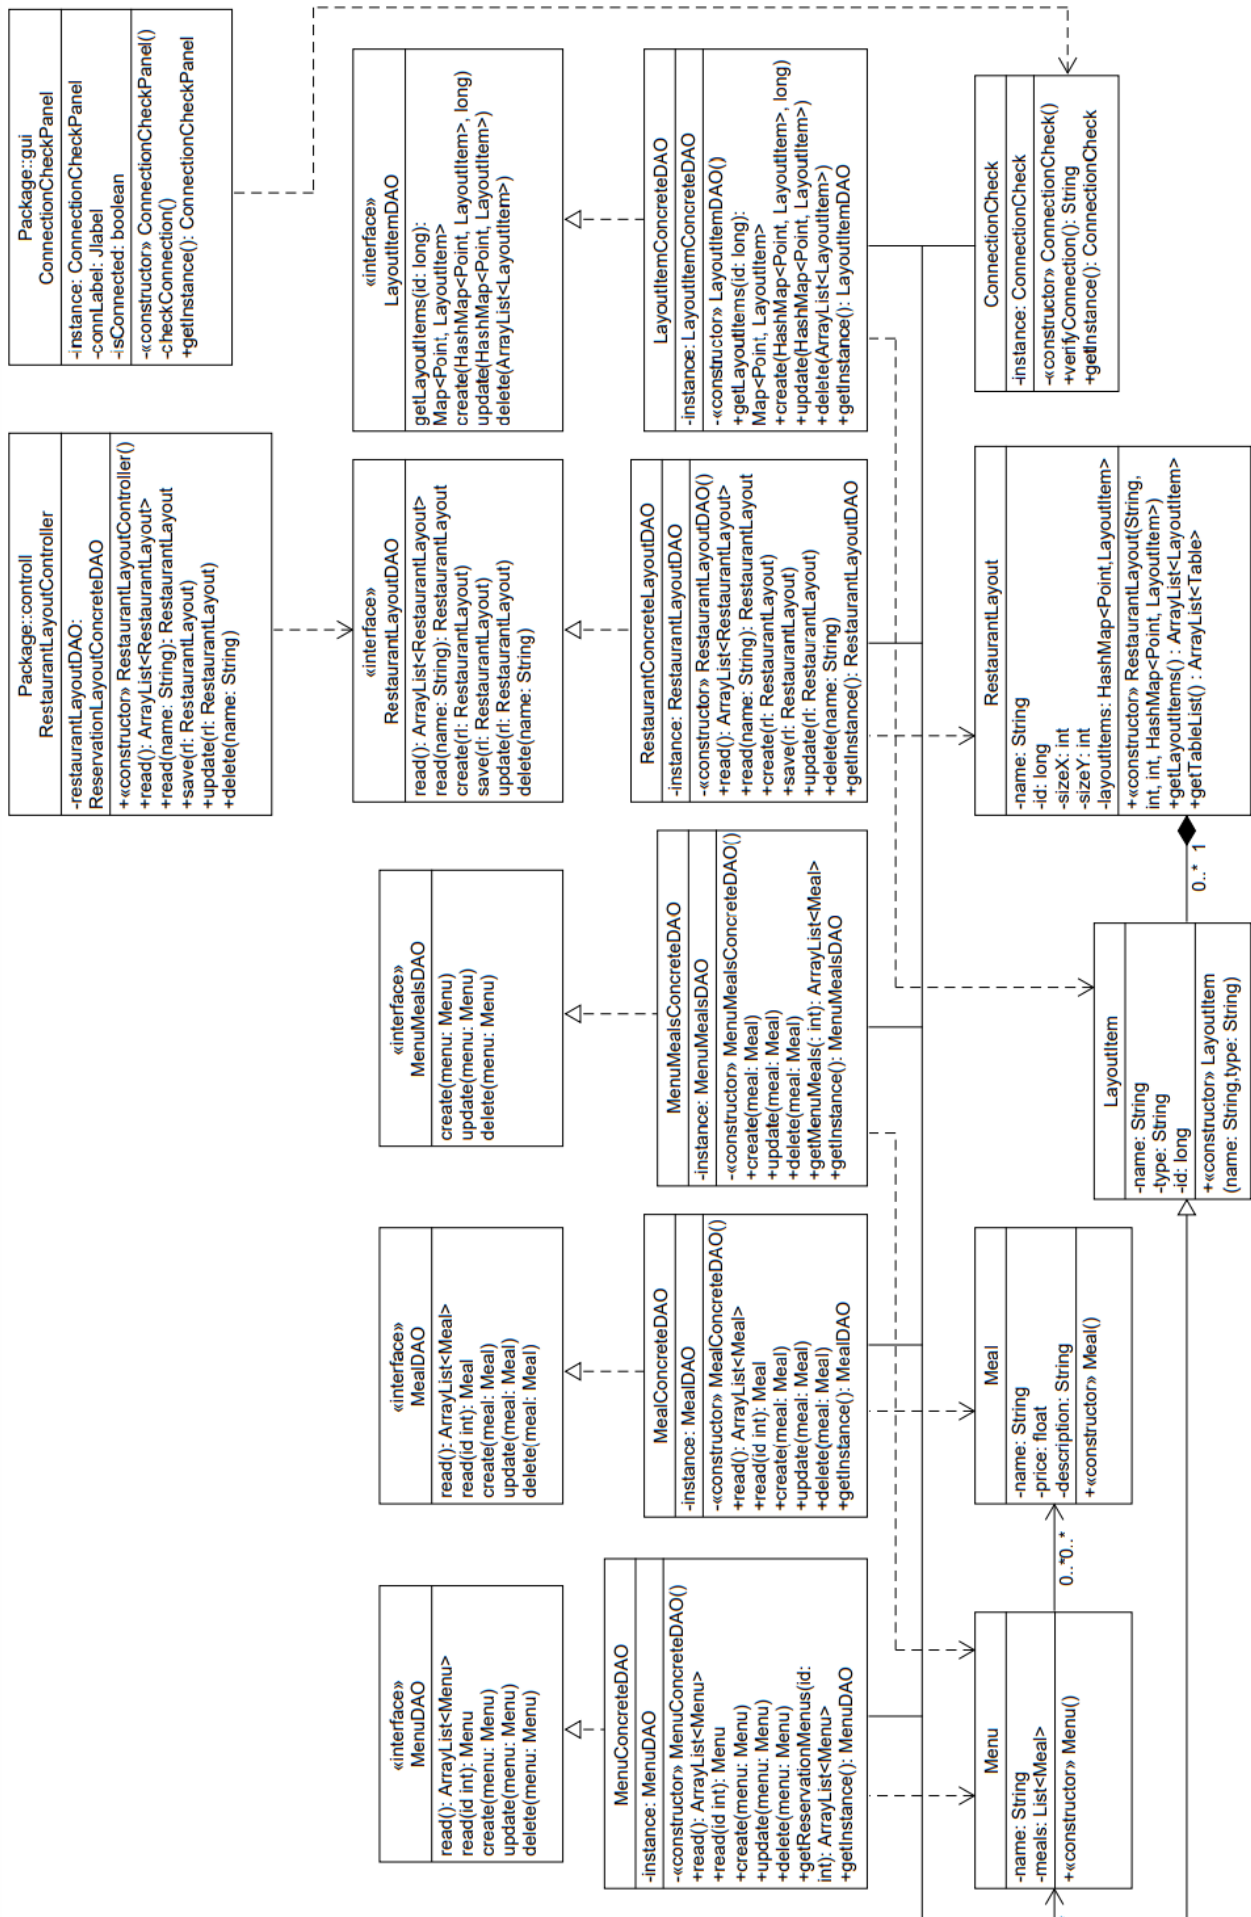 Package::controll
RestaurantLayoutController
-restaurantLayoutDAO:
ReservationLayoutConcreteDAO
+«constructor» RestaurantLayoutController()
+read(): ArrayList<RestaurantLayout>
+read(name: String): RestaurantLayout
+save(rl: RestaurantLayout)
+update(rl: RestaurantLayout)
+delete(name: String)
Package::gui
ConnectionCheckPanel
-instance: ConnectionCheckPanel
-connLabel: Jlabel
-isConnected: boolean
-«constructor» ConnectionCheckPanel()
-checkConnection()
+getInstance(): ConnectionCheckPanel
«interface»
MenuDAO
read(): ArrayList<Menu>
read(id int): Menu
create(menu: Menu)
update(menu: Menu)
delete(menu: Menu)
«interface»
MealDAO
read(): ArrayList<Meal>
read(id int): Meal
create(meal: Meal)
update(meal: Meal)
delete(meal: Meal)
«interface»
MenuMealsDAO
create(menu: Menu)
update(menu: Menu)
delete(menu: Menu)
«interface»
RestaurantLayoutDAO
read(): ArrayList<RestaurantLayout>
read(name: String): RestaurantLayout
create(rl: RestaurantLayout)
save(rl: RestaurantLayout)
update(rl: RestaurantLayout)
delete(name: String)
«interface»
LayoutItemDAO
getLayoutItems(id: long):
Map<Point, LayoutItem>
create(HashMap<Point, LayoutItem>, long)
update(HashMap<Point, LayoutItem>)
delete(ArrayList<LayoutItem>)
MenuConcreteDAO
-instance: MenuDAO
-«constructor» MenuConcreteDAO()
+read(): ArrayList<Menu>
+read(id int): Menu
+create(menu: Menu)
+update(menu: Menu)
+delete(menu: Menu)
+getReservationMenus(id:
int): ArrayList<Menu>
+getInstance(): MenuDAO
MealConcreteDAO
-instance: MealDAO
-«constructor» MealConcreteDAO()
+read(): ArrayList<Meal>
+read(id int): Meal
+create(meal: Meal)
+update(meal: Meal)
+delete(meal: Meal)
+getInstance(): MealDAO
MenuMealsConcreteDAO
-instance: MenuMealsDAO
-«constructor» MenuMealsConcreteDAO()
+create(meal: Meal)
+update(meal: Meal)
+delete(meal: Meal)
+getMenuMeals(: int): ArrayList<Meal>
+getInstance(): MenuMealsDAO
RestaurantConcreteLayoutDAO
-instance: RestaurantLayoutDAO
-«constructor» RestaurantLayoutDAO()
+read(): ArrayList<RestaurantLayout>
+read(name: String): RestaurantLayout
+create(rl: RestaurantLayout)
+save(rl: RestaurantLayout)
+update(rl: RestaurantLayout)
+delete(name: String)
+getInstance(): RestaurantLayoutDAO
LayoutItemConcreteDAO
-instance: LayoutItemConcreteDAO
-«constructor» LayoutItemDAO()
+getLayoutItems(id: long):
Map<Point, LayoutItem>
+create(HashMap<Point, LayoutItem>, long)
+update(HashMap<Point, LayoutItem>)
+delete(ArrayList<LayoutItem>)
+getInstance(): LayoutItemDAO
Menu
-name: String
-meals: List<Meal>
+«constructor» Menu()
0..*0..*
Meal
-name: String
-price: float
-description: String
+«constructor» Meal()
LayoutItem
-name: String
-type: String
-id: long
+«constructor» LayoutItem
(name: String,type: String)
0..* 1
RestaurantLayout
-name: String
-id: long
-sizeX: int
-sizeY: int
-layoutItems: HashMap<Point,LayoutItem>
+«constructor» RestaurantLayout(String,
int, int, HashMap<Point, LayoutItem>)
+getLayoutItems() : ArrayList<LayoutItem>
+getTableList() : ArrayList<Table>
ConnectionCheck
-instance: ConnectionCheck
-«constructor» ConnectionCheck()
+verifyConnection(): String
+getInstance(): ConnectionCheck